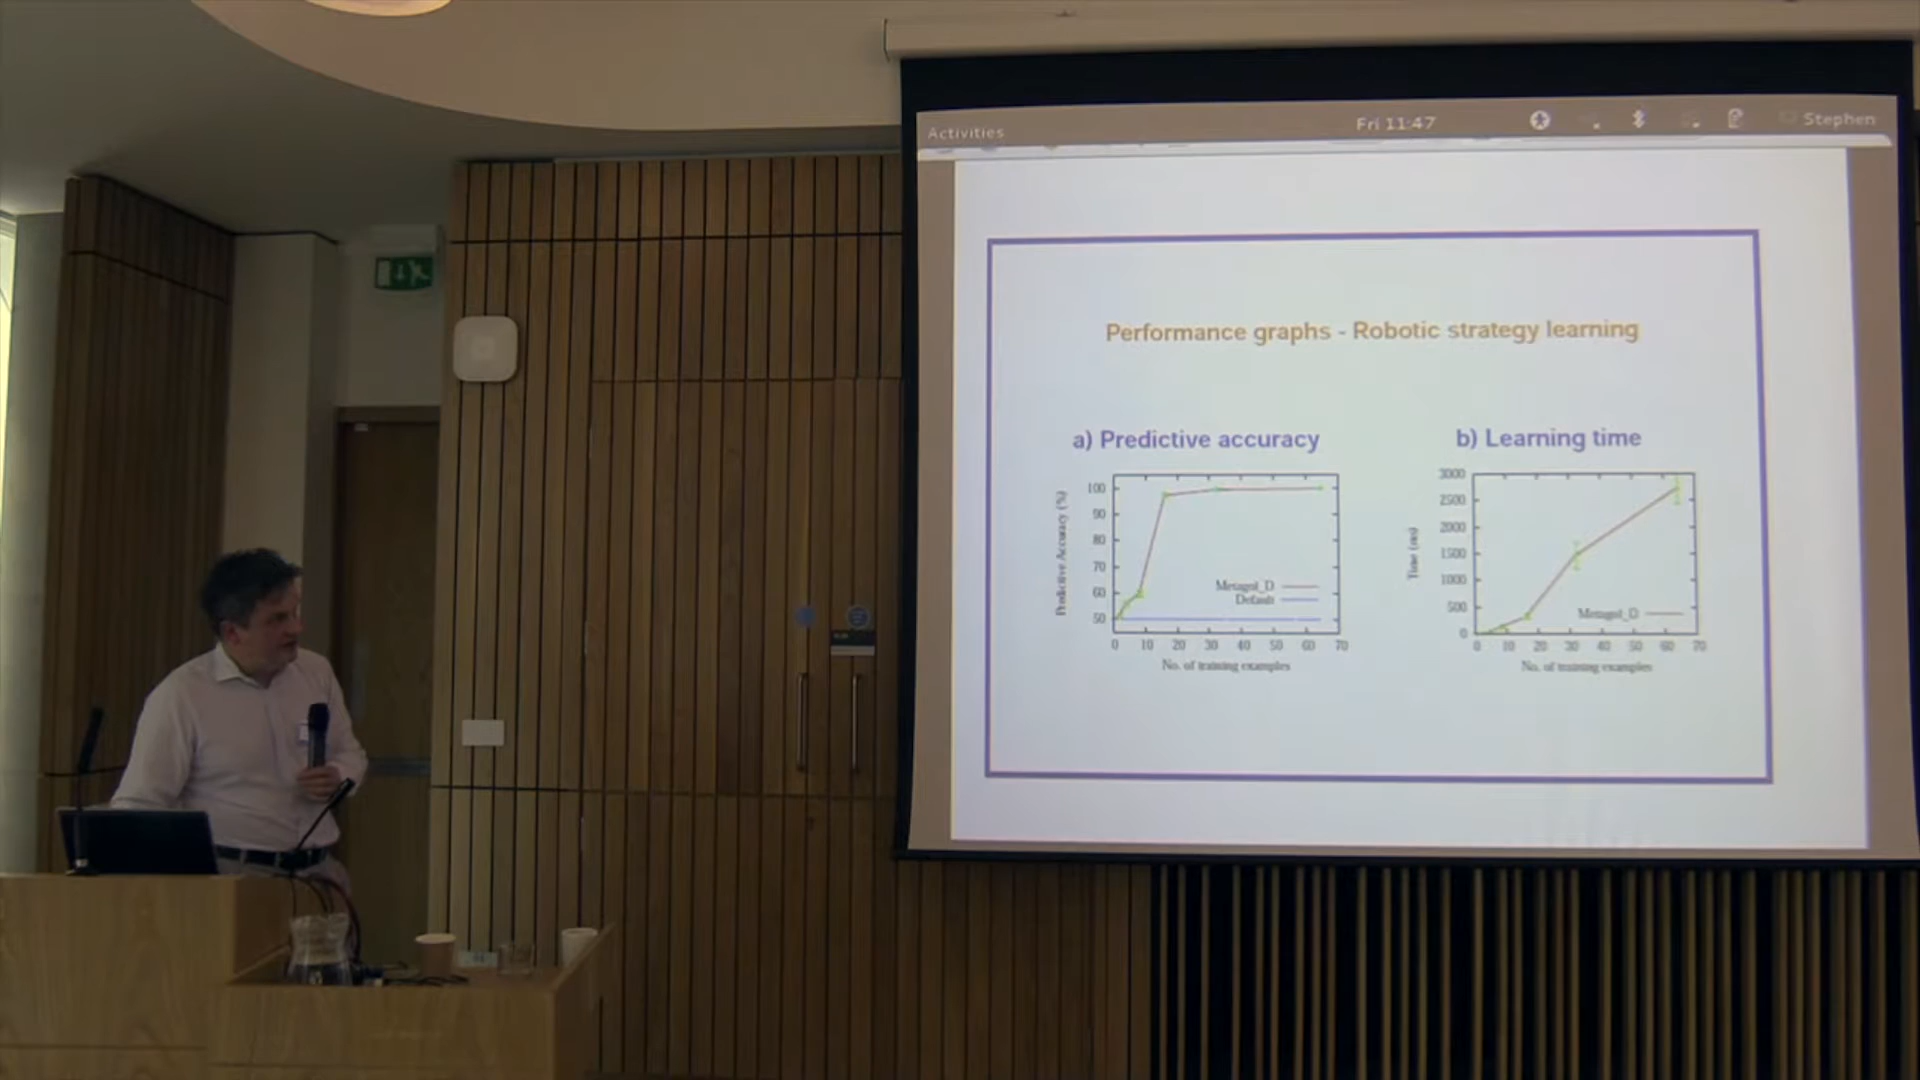 Activities
Fri 11:47
Stephen
Performance graphs - Robotic strategy learning
a) Predictive accuracy
b) Learning time
Predictive Accuracy (%)
100
90
80
70
60
50
Metagol_D
Default
0 10 20 30 40 50 60 70
No. of training examples
Time (ms)
3000
2500
2000
1500
1000
500
0
Metagol_D
0 10 20 30 40 50 60 70
No. of training examples